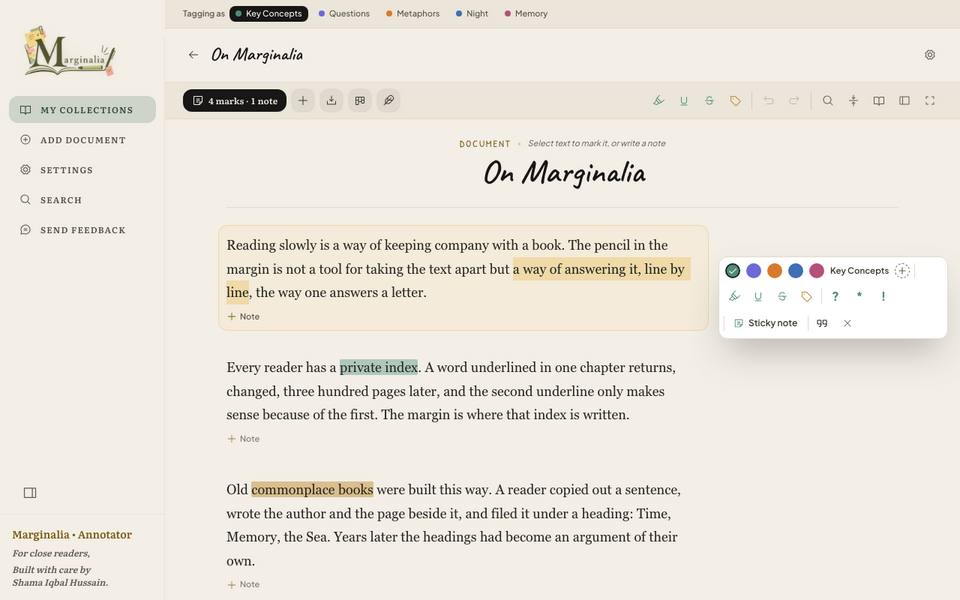 Marginalia
MY COLLECTIONS
ADD DOCUMENT
SETTINGS
SEARCH
SEND FEEDBACK
Marginalia • Annotator
For close readers,
Built with care by
Shama Iqbal Hussain.
Tagging as Key Concepts Questions Metaphors Night Memory
On Marginalia
4 marks · 1 note
DOCUMENT • Select text to mark it, or write a note
On Marginalia
Reading slowly is a way of keeping company with a book. The pencil in the
margin is not a tool for taking the text apart but a way of answering it, line by
line, the way one answers a letter.
+ Note
Key Concepts
? * !
Sticky note
Every reader has a private index. A word underlined in one chapter returns,
changed, three hundred pages later, and the second underline only makes
sense because of the first. The margin is where that index is written.
+ Note
Old commonplace books were built this way. A reader copied out a sentence,
wrote the author and the page beside it, and filed it under a heading: Time,
Memory, the Sea. Years later the headings had become an argument of their
own.
+ Note